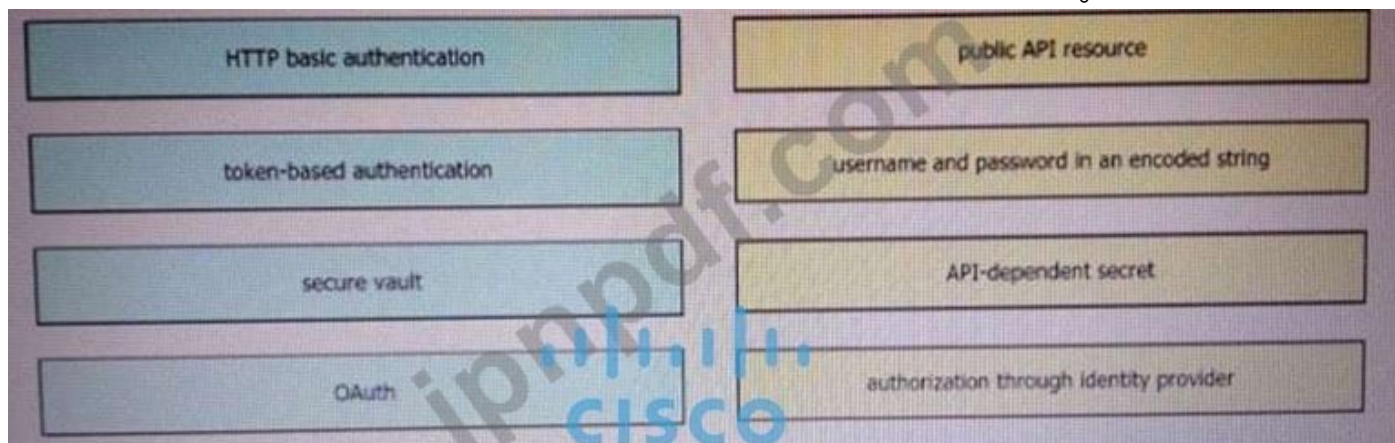 HTTP basic authentication
public API resource
token-based authentication
username and password in an encoded string
secure vault
API-dependent secret
OAuth
authorization through identity provider
jpnpdf.com
CISCO